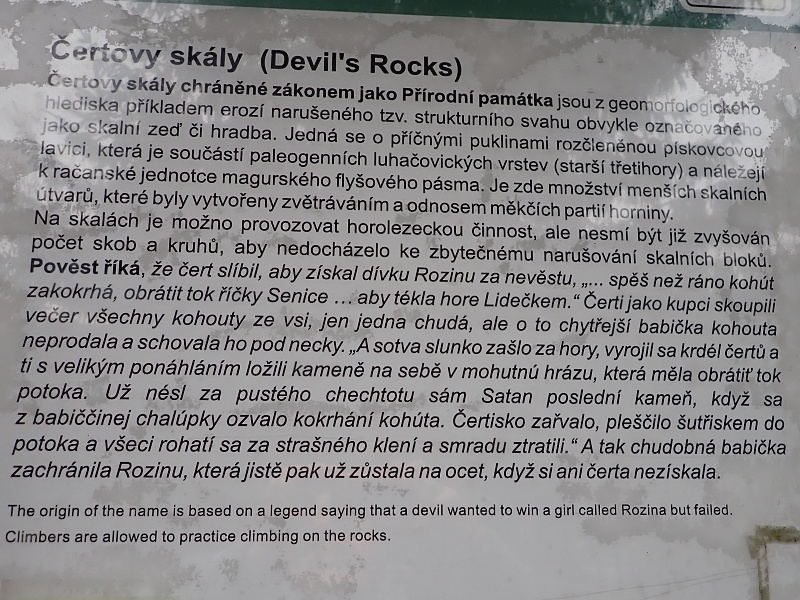 Čertovy skály (Devil's Rocks)
Čertovy skály chráněné zákonem jako Přírodní památka jsou z geomorfologického
hlediska příkladem erozí narušeného tzv. strukturního svahu obvykle označovaného
jako skalní zeď či hradba. Jedná se o příčnými puklinami rozčleněnou pískovcovou
lavici, která je součástí paleogenních luhačovických vrstev (starší třetihory) a náležejí
k račanské jednotce magurského flyšového pásma. Je zde množství menších skalních
útvarů, které byly vytvořeny zvětráváním a odnosem měkčích partií horniny.
Na skalách je možno provozovat horolezeckou činnost, ale nesmí být již zvyšován
počet skob a kruhů, aby nedocházelo ke zbytečnému narušování skalních bloků.
Pověst říká, že čert slíbil, aby získal dívku Rozinu za nevěstu, „... spěš než ráno kohút
zakokrhá, obrátit tok říčky Senice ... aby tékla hore Lidečkem.“ Čerti jako kupci skoupili
večer všechny kohouty ze vsi, jen jedna chudá, ale o to chytřejší babička kohouta
neprodala a schovala ho pod necky. „A sotva slunko zašlo za hory, vyrojil sa krdél čertů a
ti s velikým ponáhláním ložili kameně na sebě v mohutnú hrázu, která měla obrátiť tok
potoka. Už nésl za pustého chechtotu sám Satan poslední kameň, když sa
z babiččinej chalúpky ozvalo kokrhání kohúta. Čertisko zařvalo, pleščilo šutřiskem do
potoka a všeci rohatí sa za strašného klení a smradu ztratili.“ A tak chudobná babička
zachránila Rozinu, která jistě pak už zůstala na ocet, když si ani čerta nezískala.
The origin of the name is based on a legend saying that a devil wanted to win a girl called Rozina but failed.
Climbers are allowed to practice climbing on the rocks.